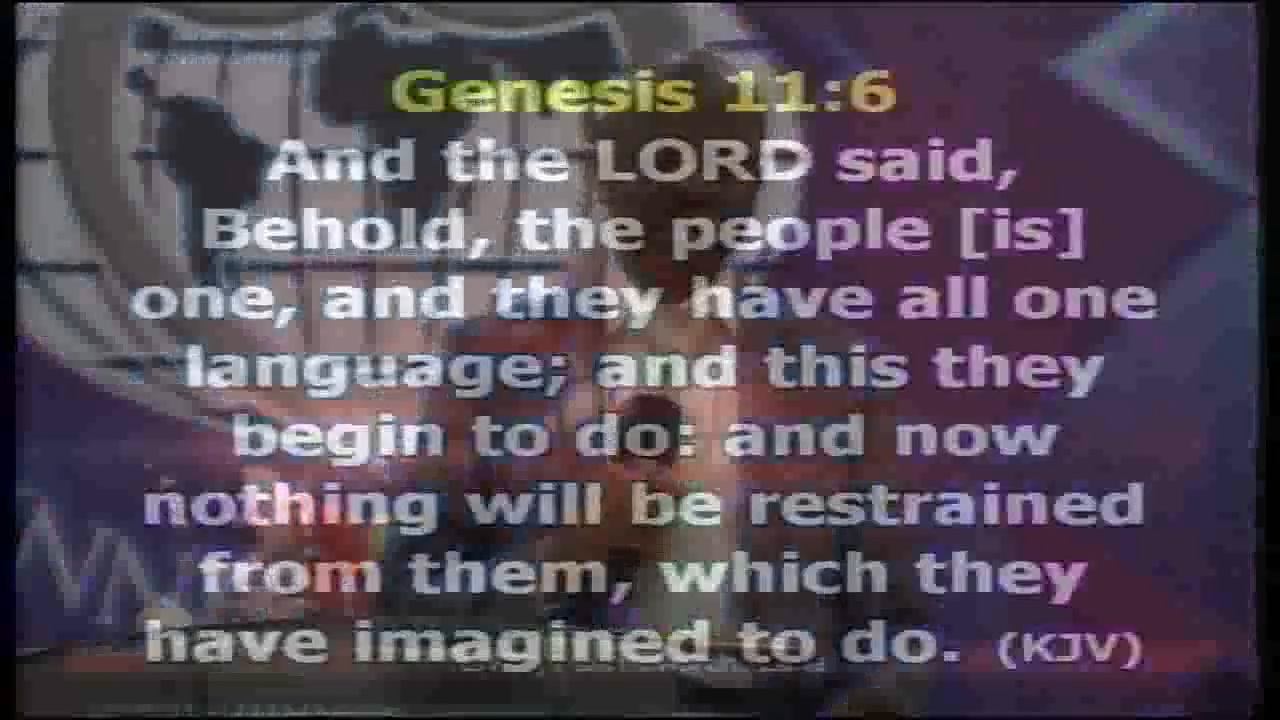 Genesis 11:6
And the LORD said,
Behold, the people [is]
one, and they have all one
language; and this they
begin to do: and now
nothing will be restrained
from them, which they
have imagined to do. (KJV)